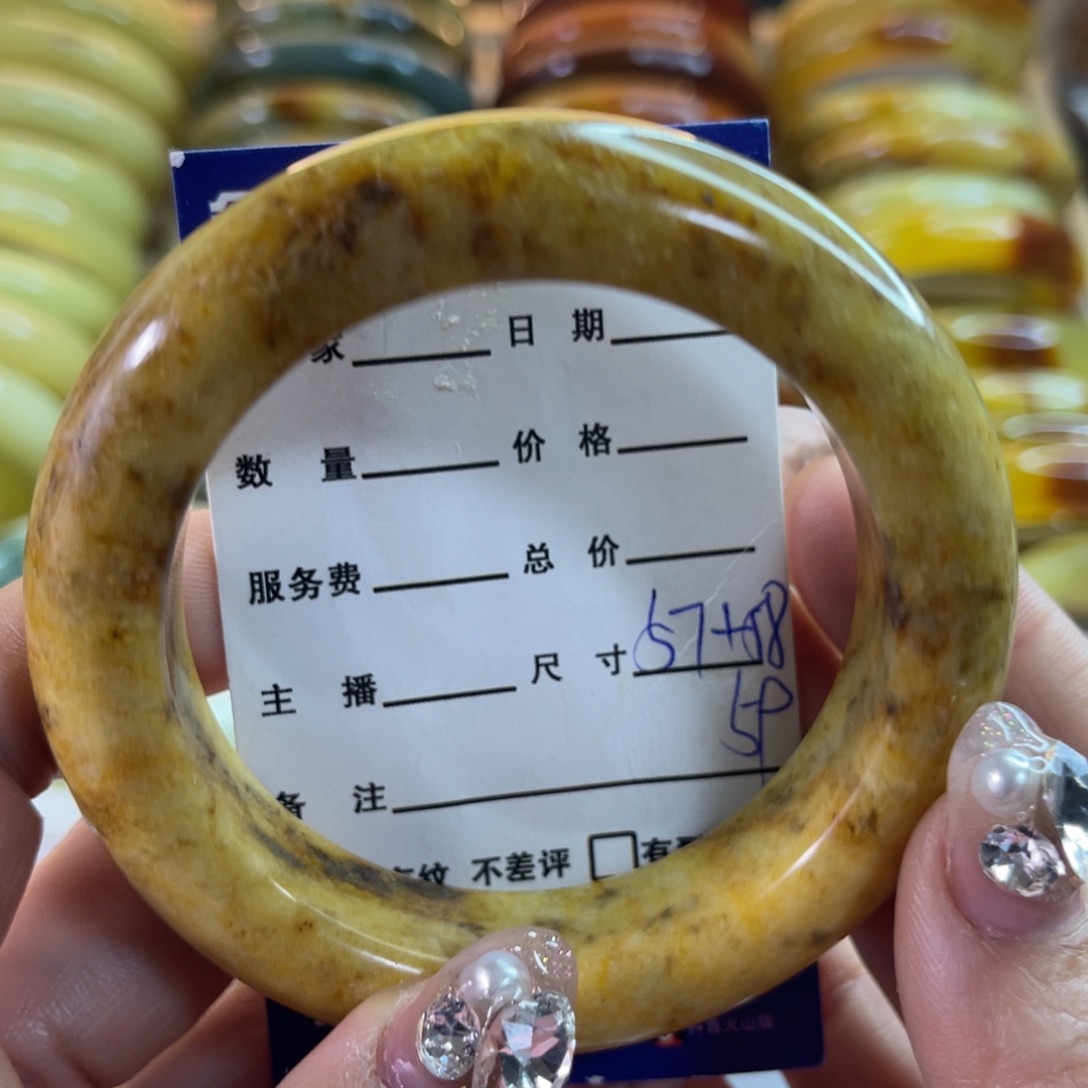 家 日 期
数 量 价 格
服务费 总 价
主 播 尺 寸 57+58
59
备 注
纹 不差评 有